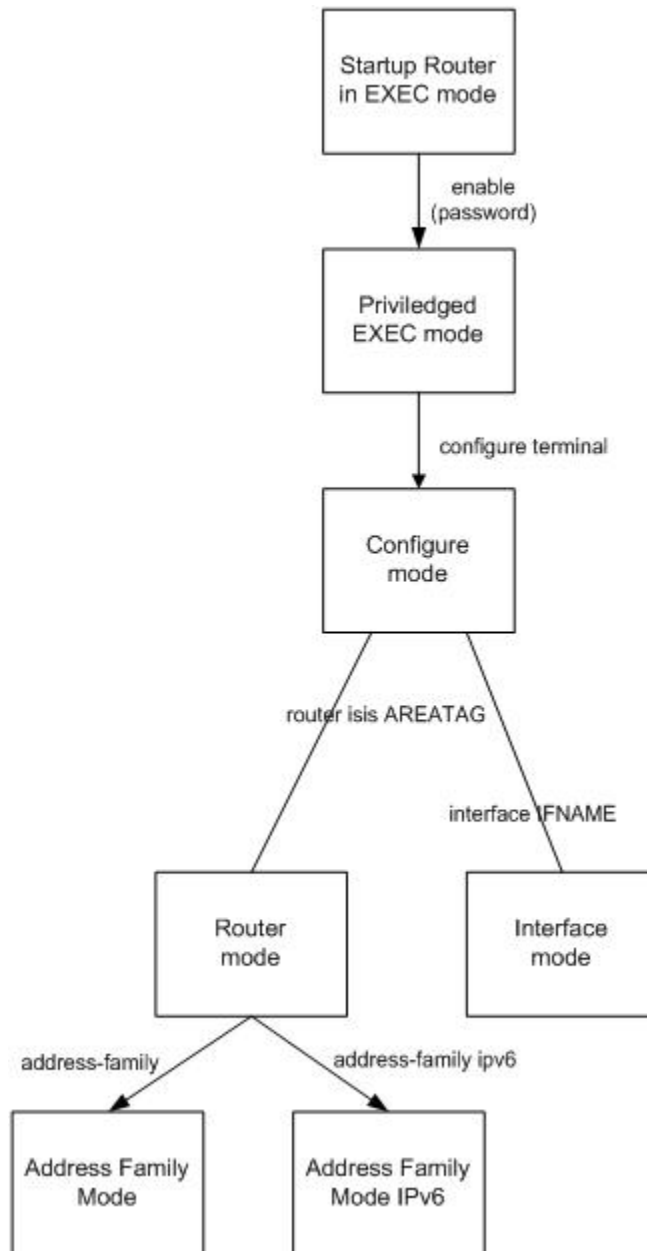 Startup Router
in EXEC mode
enable
(password)
Priviledged
EXEC mode
configure terminal
Configure
mode
router isis AREATAG
interface IFNAME
Router
mode
Interface
mode
address-family
address-family ipv6
Address Family
Mode
Address Family
Mode IPv6